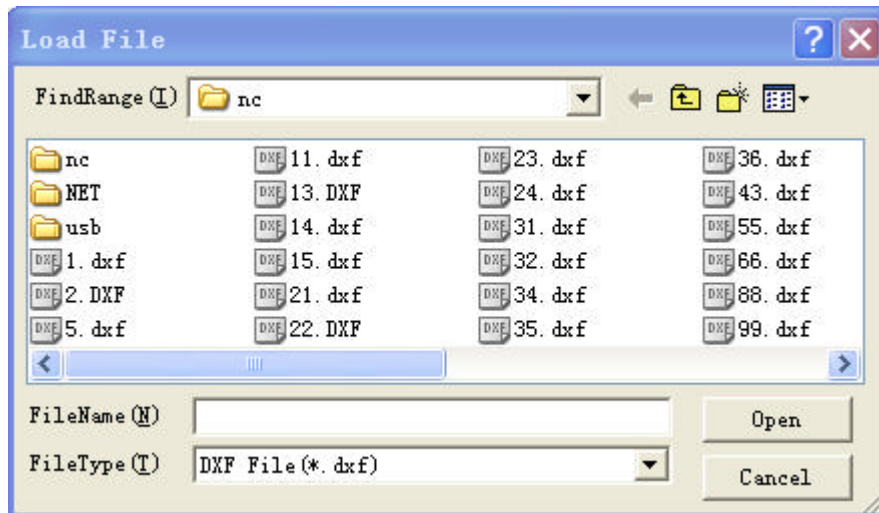 Load File
FindRange(I) nc
nc 11. dxf 23. dxf 36. dxf
NET 13. DXF 24. dxf 43. dxf
usb 14. dxf 31. dxf 55. dxf
1. dxf 15. dxf 32. dxf 66. dxf
2. DXF 21. dxf 34. dxf 88. dxf
5. dxf 22. DXF 35. dxf 99. dxf
FileName(N) Open
FileType(T) DXF File(*. dxf) Cancel